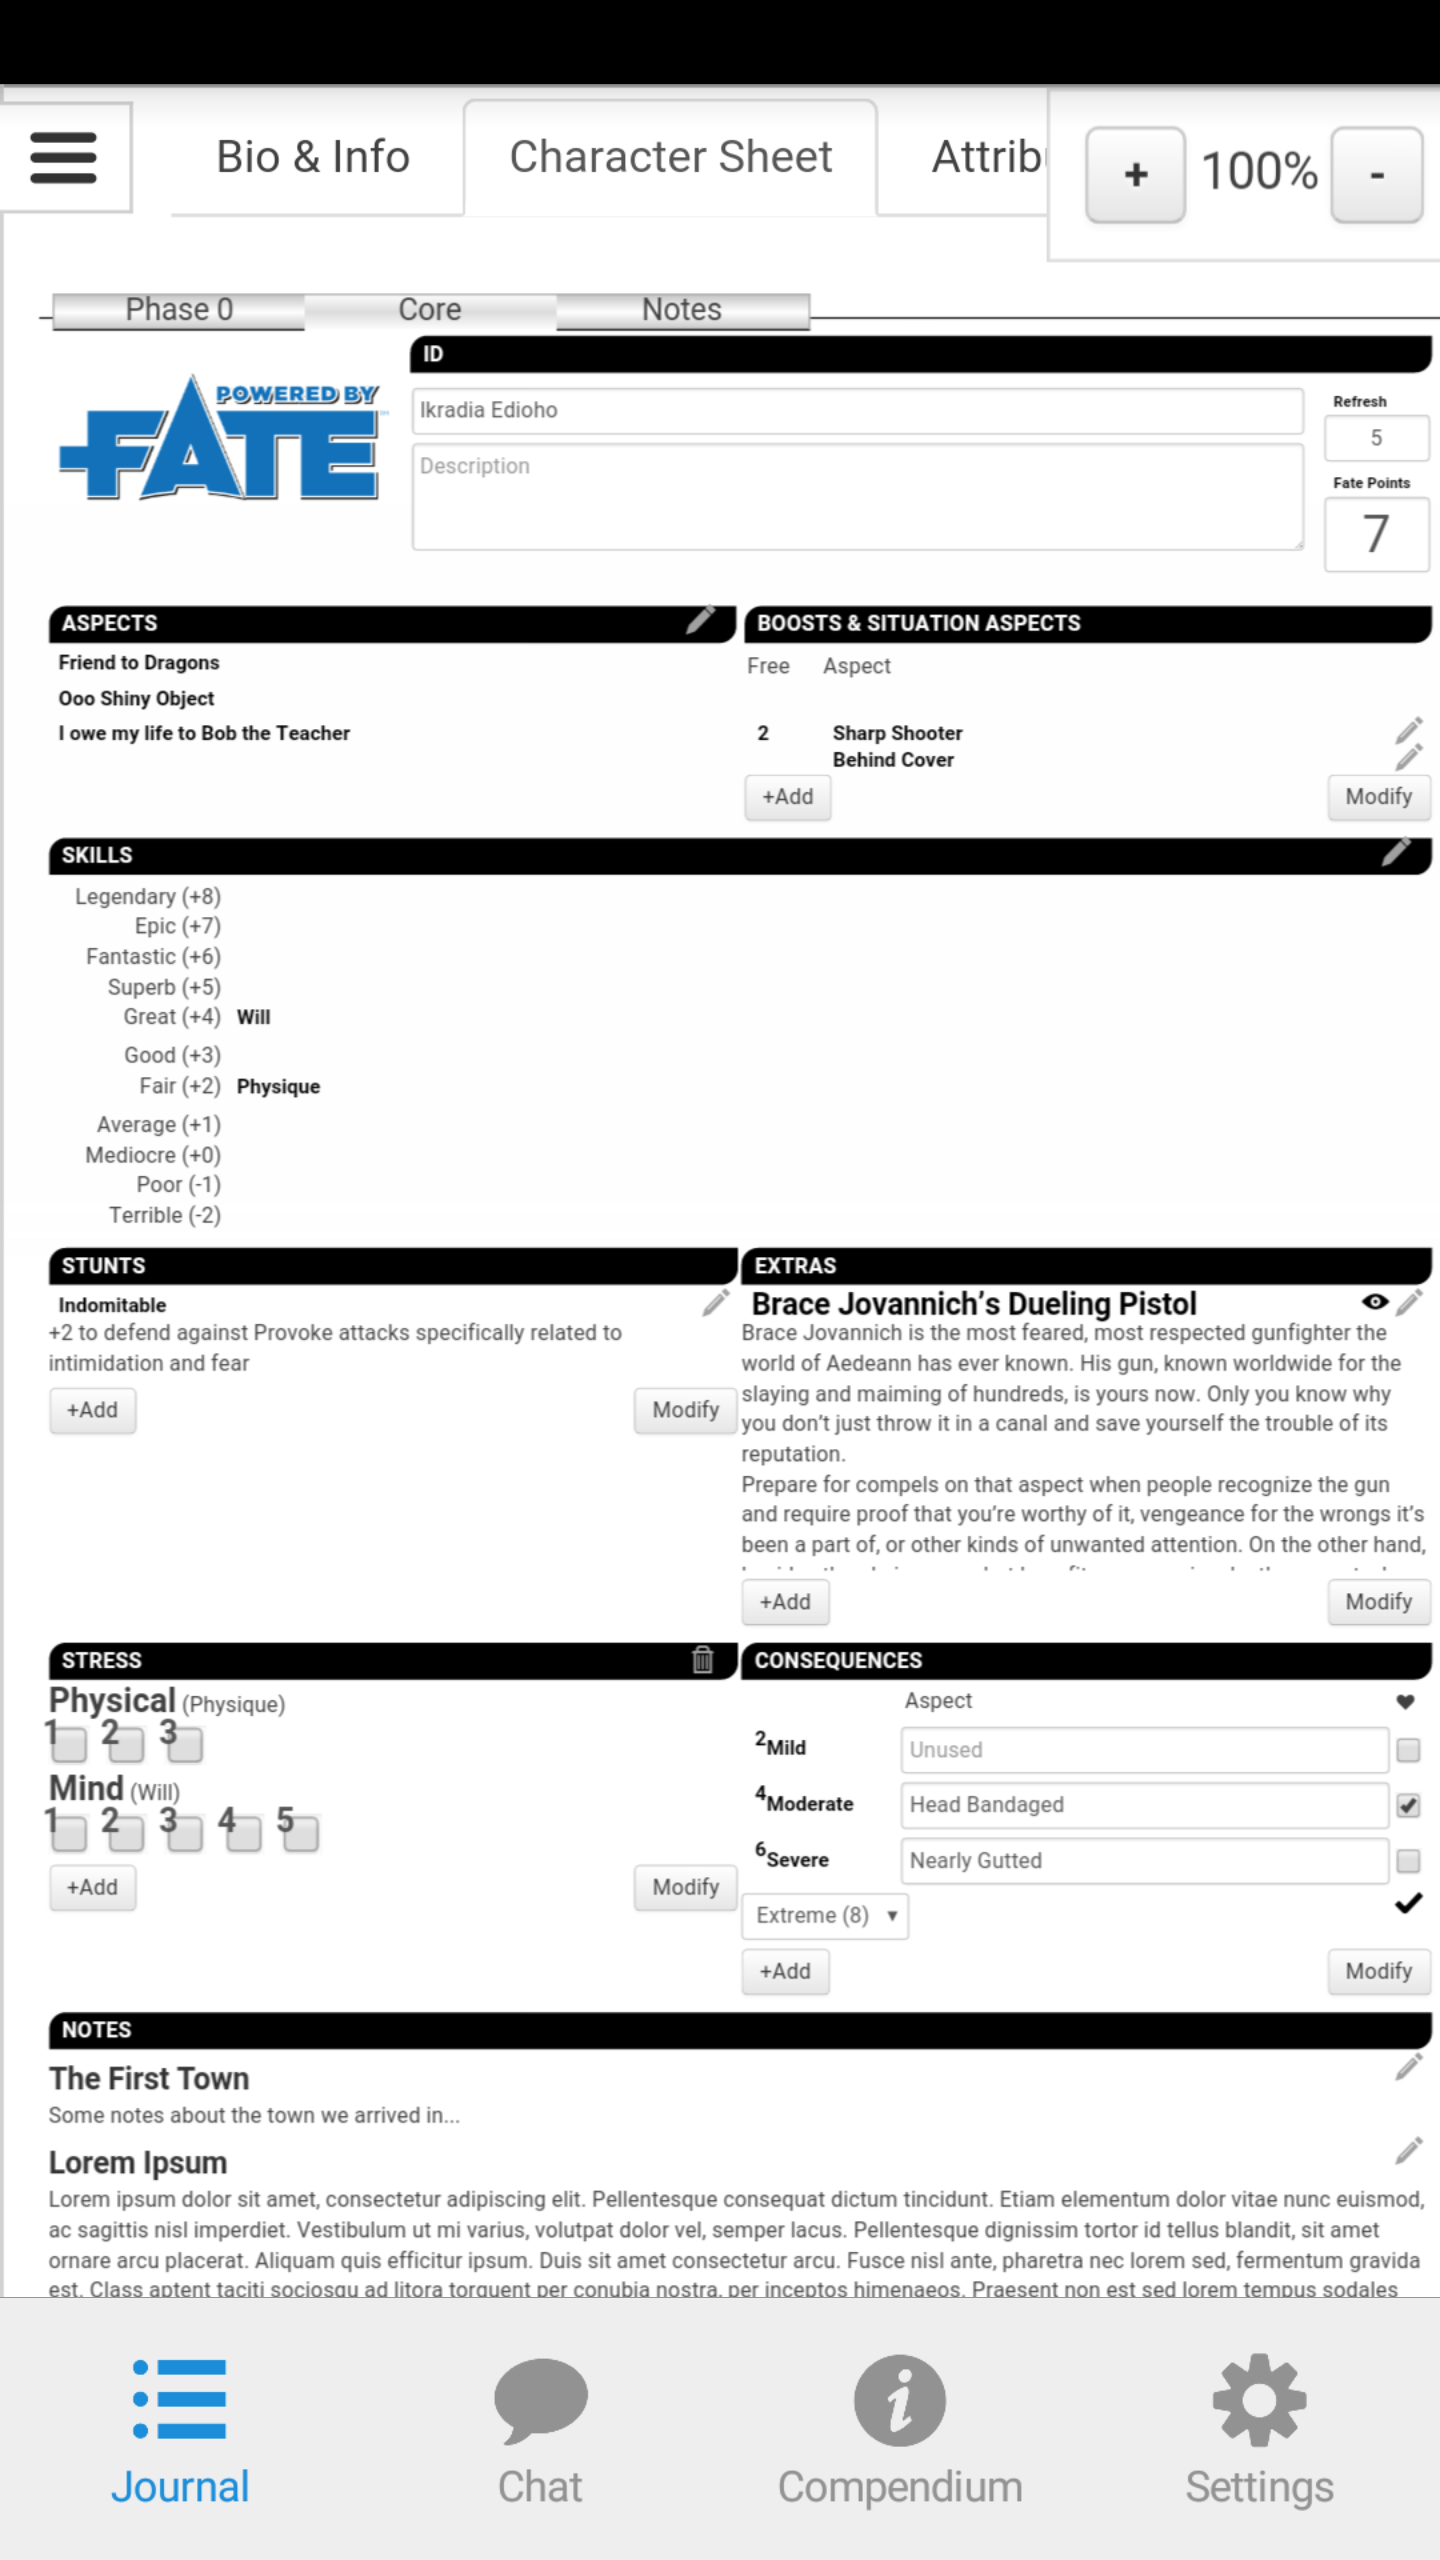 Bio & Info
Character Sheet
Attrib
+ 100% -
Phase 0
Core
Notes
POWERED BY
FATE
ID
Ikradia Edioho
Description
Refresh
5
Fate Points
7
ASPECTS
Friend to Dragons
Ooo Shiny Object
I owe my life to Bob the Teacher
BOOSTS & SITUATION ASPECTS
Free Aspect
2 Sharp Shooter
Behind Cover
+Add
Modify
SKILLS
Legendary (+8)
Epic (+7)
Fantastic (+6)
Superb (+5)
Great (+4) Will
Good (+3)
Fair (+2) Physique
Average (+1)
Mediocre (+0)
Poor (-1)
Terrible (-2)
STUNTS
Indomitable
+2 to defend against Provoke attacks specifically related to
intimidation and fear
+Add
Modify
EXTRAS
Brace Jovannich’s Dueling Pistol
Brace Jovannich is the most feared, most respected gunfighter the
world of Aedeann has ever known. His gun, known worldwide for the
slaying and maiming of hundreds, is yours now. Only you know why
you don’t just throw it in a canal and save yourself the trouble of its
reputation.
Prepare for compels on that aspect when people recognize the gun
and require proof that you’re worthy of it, vengeance for the wrongs it’s
been a part of, or other kinds of unwanted attention. On the other hand,
+Add
Modify
STRESS
Physical (Physique)
1 2 3
Mind (Will)
1 2 3 4 5
+Add
Modify
CONSEQUENCES
Aspect
2 Mild Unused
4 Moderate Head Bandaged
6 Severe Nearly Gutted
Extreme (8)
+Add
Modify
NOTES
The First Town
Some notes about the town we arrived in...
Lorem Ipsum
Lorem ipsum dolor sit amet, consectetur adipiscing elit. Pellentesque consequat dictum tincidunt. Etiam elementum dolor vitae nunc euismod,
ac sagittis nisl imperdiet. Vestibulum ut mi varius, volutpat dolor vel, semper lacus. Pellentesque dignissim tortor id tellus blandit, sit amet
ornare arcu placerat. Aliquam quis efficitur ipsum. Duis sit amet consectetur arcu. Fusce nisl ante, pharetra nec lorem sed, fermentum gravida
est. Class aptent taciti sociosqu ad litora torquent per conubia nostra, per inceptos himenaeos. Praesent non est sed lorem tempus sodales
Journal
Chat
Compendium
Settings